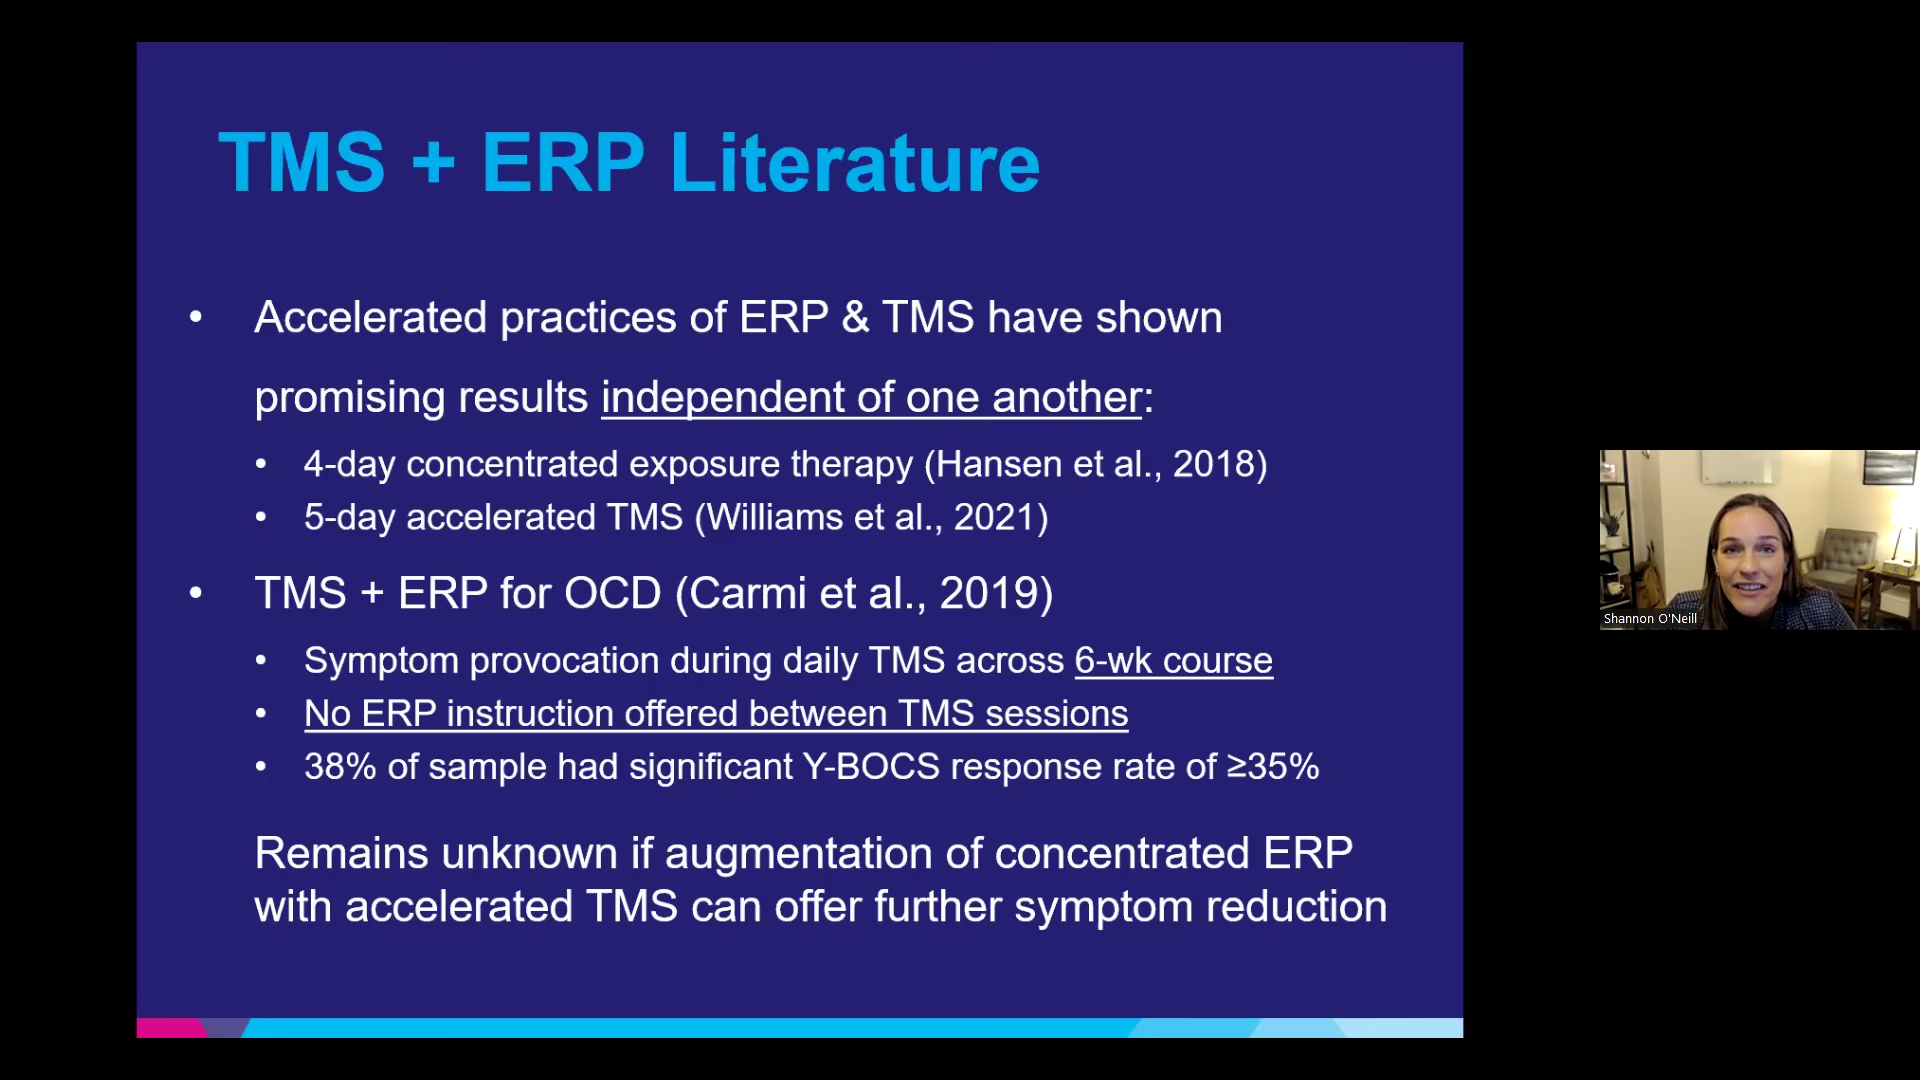 TMS + ERP Literature
• Accelerated practices of ERP & TMS have shown
promising results independent of one another:
• 4-day concentrated exposure therapy (Hansen et al., 2018)
• 5-day accelerated TMS (Williams et al., 2021)
• TMS + ERP for OCD (Carmi et al., 2019)
• Symptom provocation during daily TMS across 6-wk course
• No ERP instruction offered between TMS sessions
• 38% of sample had significant Y-BOCS response rate of ≥35%
Remains unknown if augmentation of concentrated ERP
with accelerated TMS can offer further symptom reduction
Shannon O'Neill